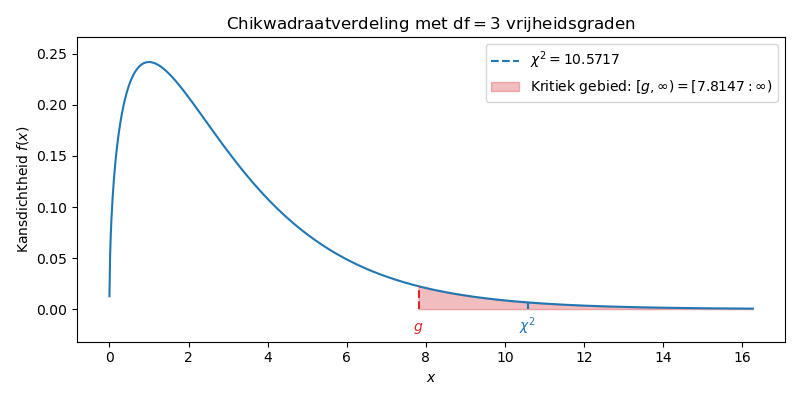 Chikwadraatverdeling met df = 3 vrijheidsgraden
χ² = 10.5717
Kritiek gebied: [g, ∞) = [7.8147 : ∞)
Kansdichtheid f(x)
0.25
0.20
0.15
0.10
0.05
0.00
g
χ²
0 2 4 6 8 10 12 14 16
x